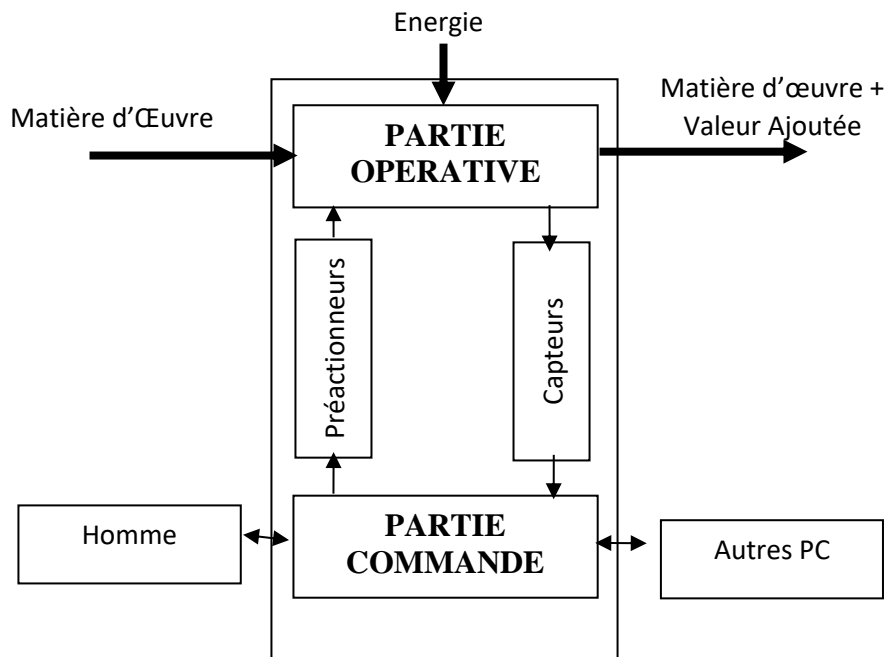 Energie
Matière d'Œuvre
PARTIE
OPERATIVE
Matière d'œuvre +
Valeur Ajoutée
Préactionneurs
Capteurs
Homme
PARTIE
COMMANDE
Autres PC